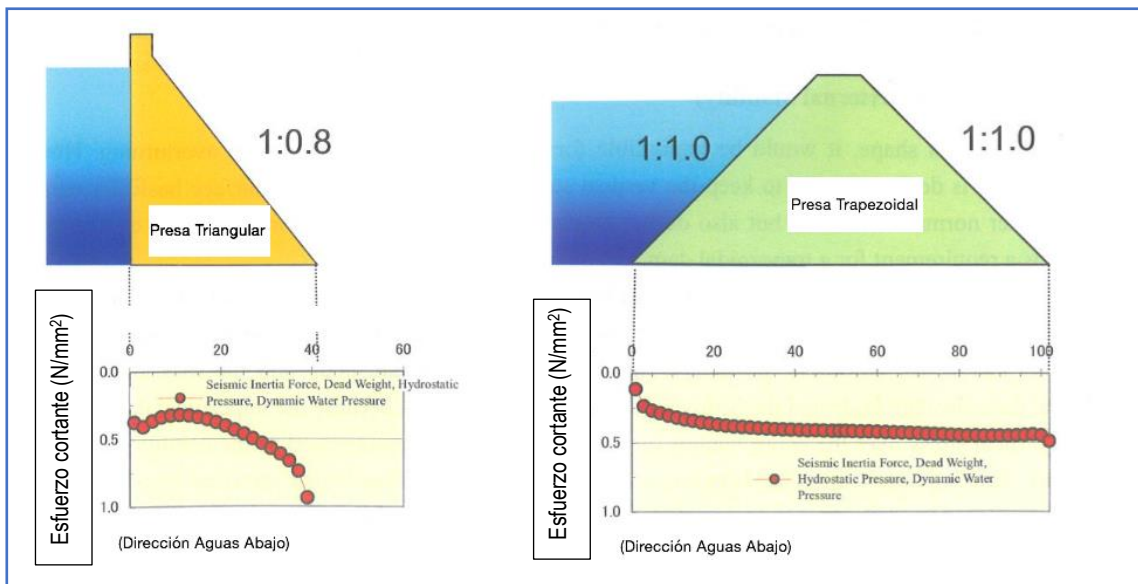 1:0.8
Presa Triangular
Esfuerzo cortante (N/mm²)
0 20 40 60
0.0
0.5
1.0
Seismic Inertia Force, Dead Weight, Hydrostatic
Pressure, Dynamic Water Pressure
(Dirección Aguas Abajo)
1:1.0
1:1.0
Presa Trapezoidal
Esfuerzo cortante (N/mm²)
0 20 40 60 80 100
0.0
0.5
1.0
Seismic Inertia Force, Dead Weight,
Hydrostatic Pressure, Dynamic Water
Pressure
(Dirección Aguas Abajo)